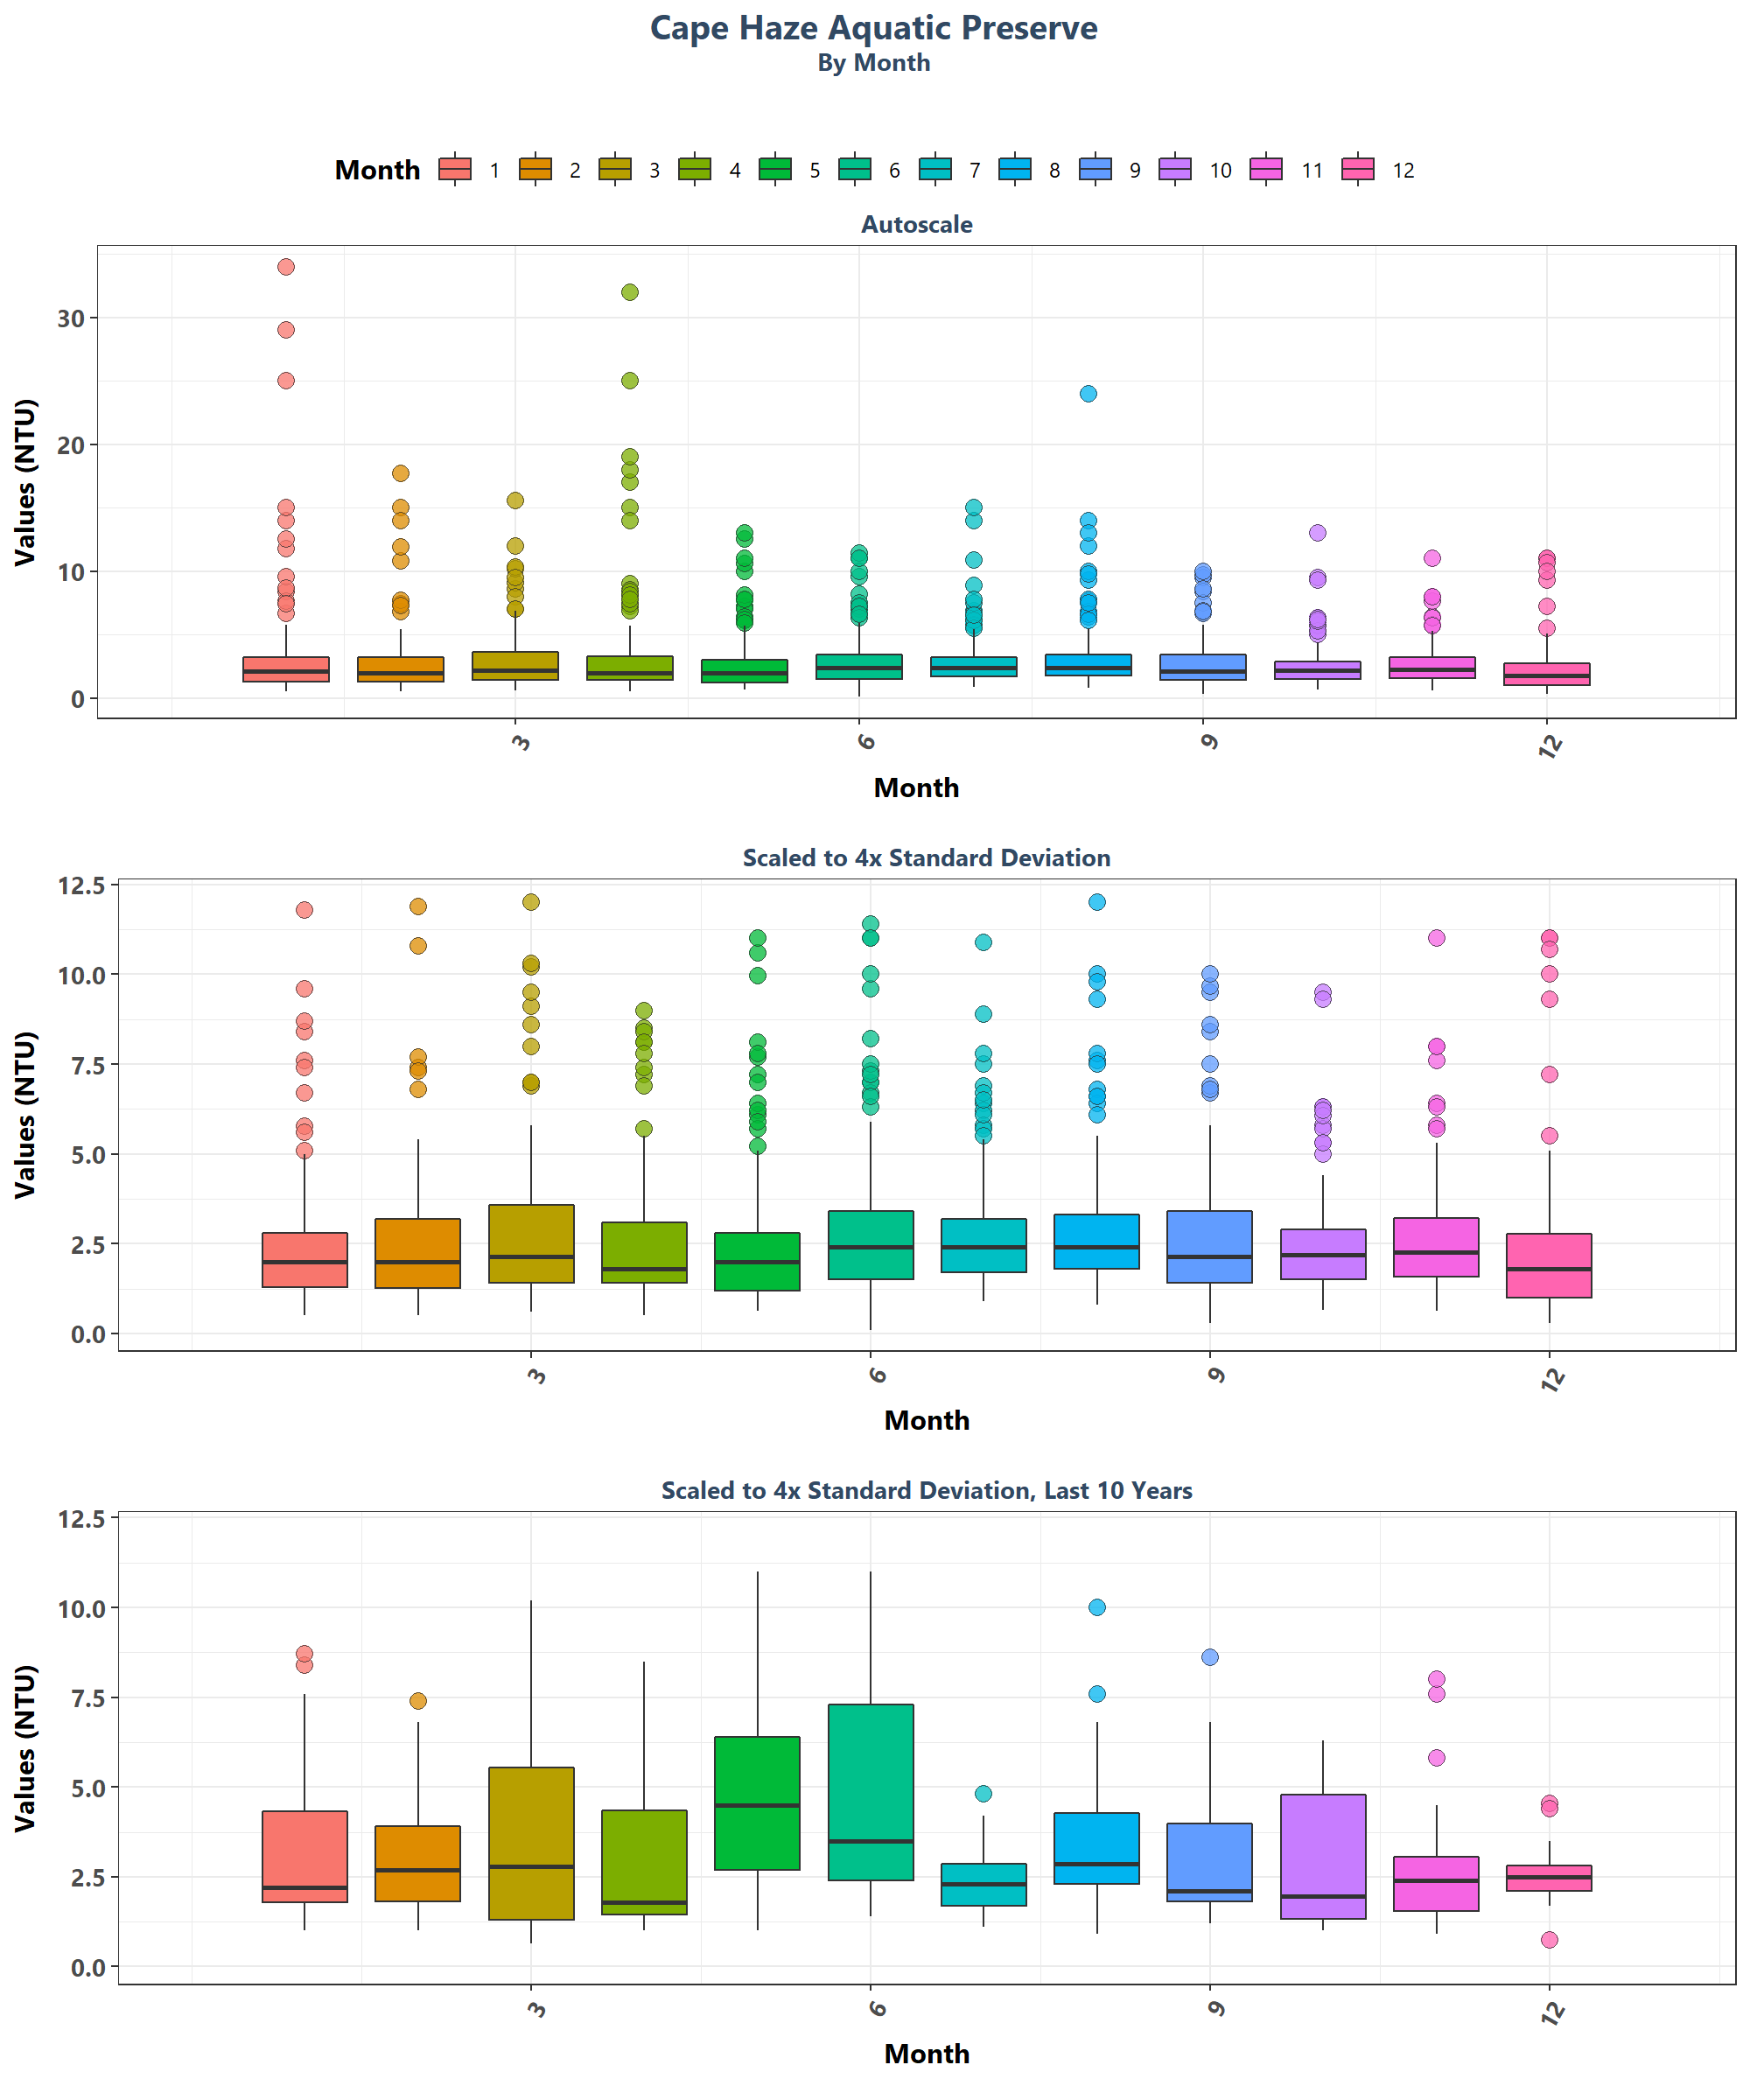 Cape Haze Aquatic Preserve
By Month
Month 1 2 3 4 5 6 7 8 9 10 11 12
Autoscale
Values (NTU)
30
20
10
0
3 6 9 12
Month
Scaled to 4x Standard Deviation
Values (NTU)
12.5
10.0
7.5
5.0
2.5
0.0
3 6 9 12
Month
Scaled to 4x Standard Deviation, Last 10 Years
Values (NTU)
12.5
10.0
7.5
5.0
2.5
0.0
3 6 9 12
Month